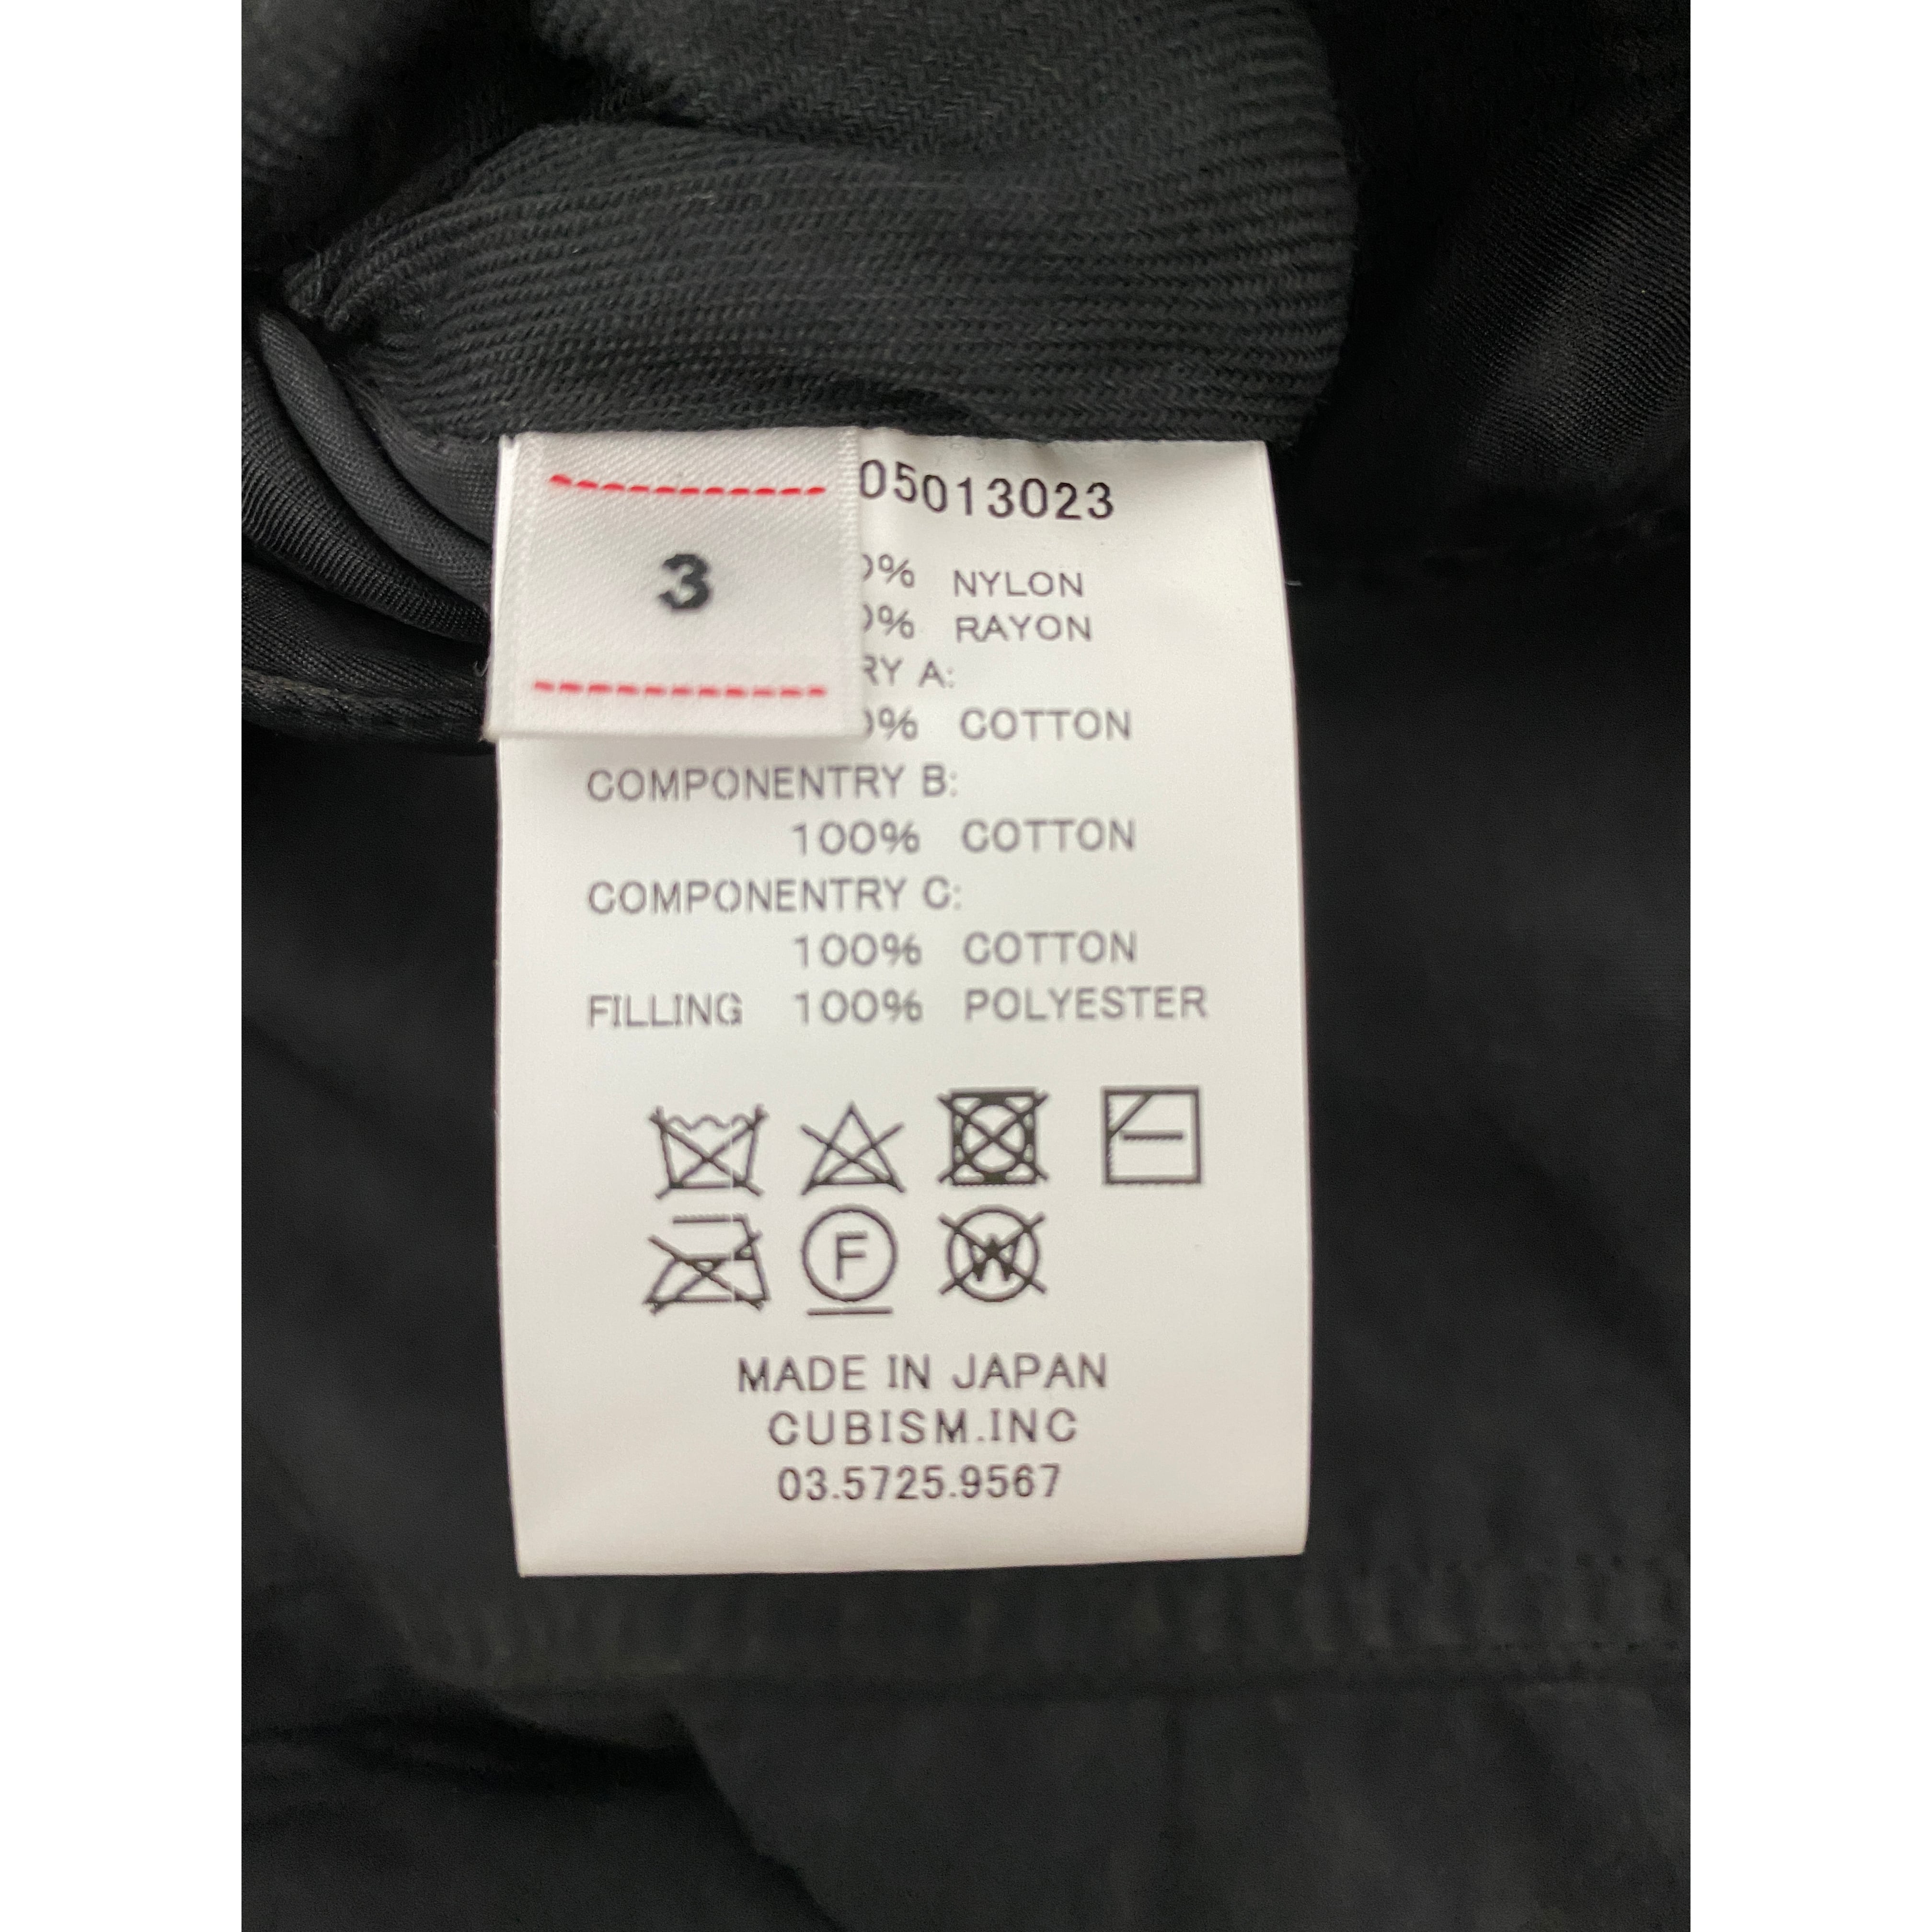 3
05013023
% NYLON
% RAYON
RY A:
% COTTON
COMPONENTRY B:
100% COTTON
COMPONENTRY C:
100% COTTON
FILLING 100% POLYESTER
F
W
MADE IN JAPAN
CUBISM.INC
03.5725.9567